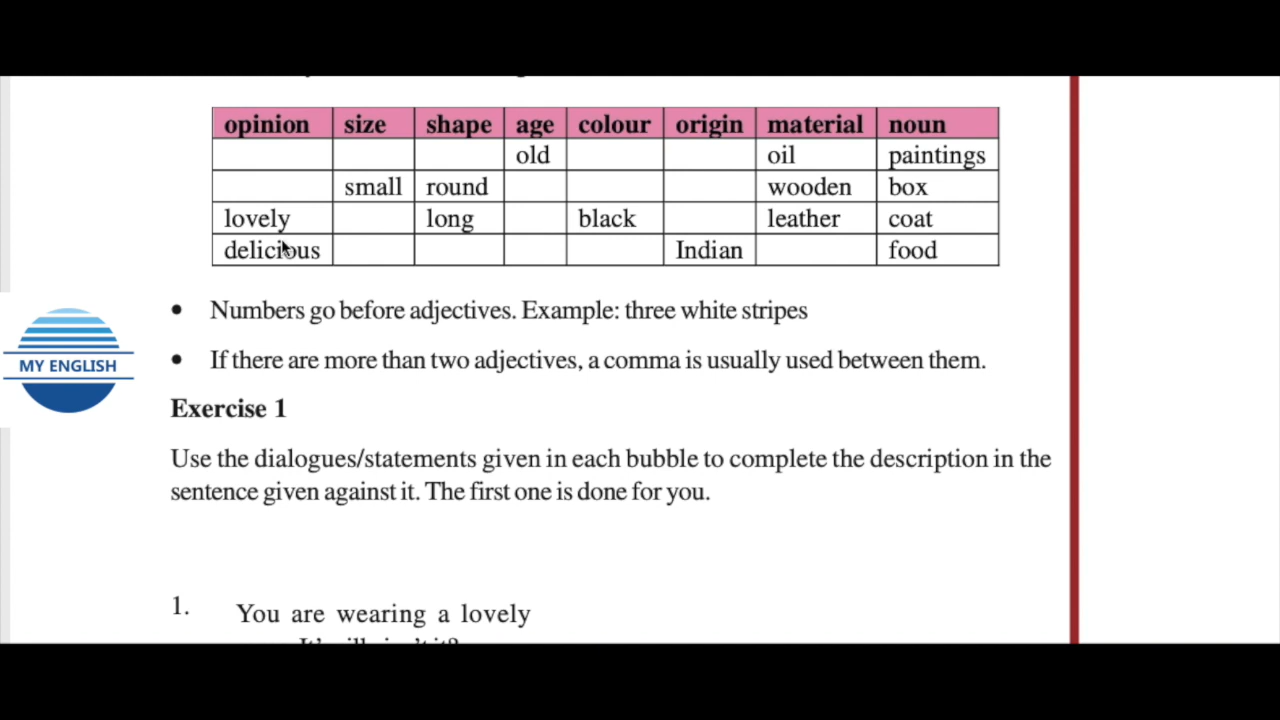 opinion size shape age colour origin material noun
old oil paintings
small round wooden box
lovely long black leather coat
delicious Indian food
• Numbers go before adjectives. Example: three white stripes
• If there are more than two adjectives, a comma is usually used between them.
MY ENGLISH
Exercise 1
Use the dialogues/statements given in each bubble to complete the description in the
sentence given against it. The first one is done for you.
1. You are wearing a lovely